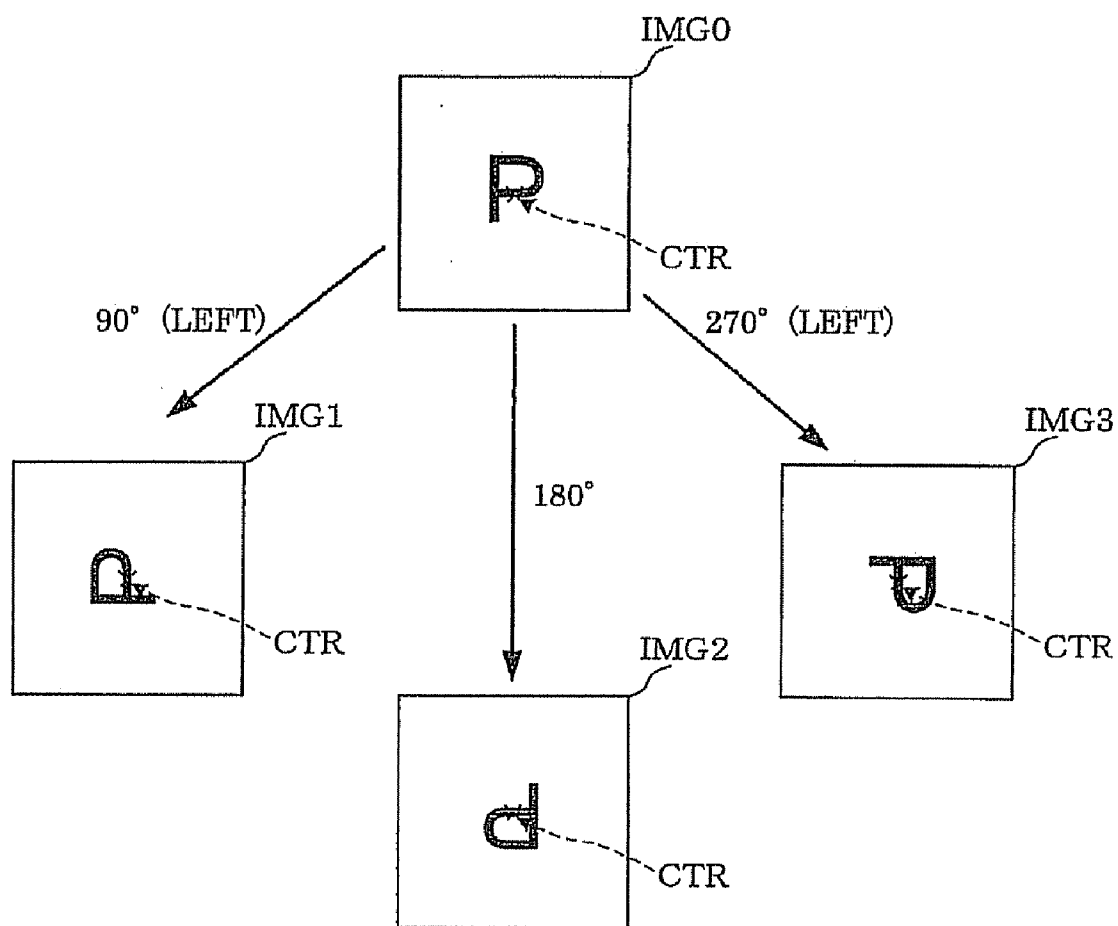 IMG0
P
CTR
90° (LEFT)
270° (LEFT)
IMG1
IMG3
180°
P
P
CTR
CTR
IMG2
P
CTR